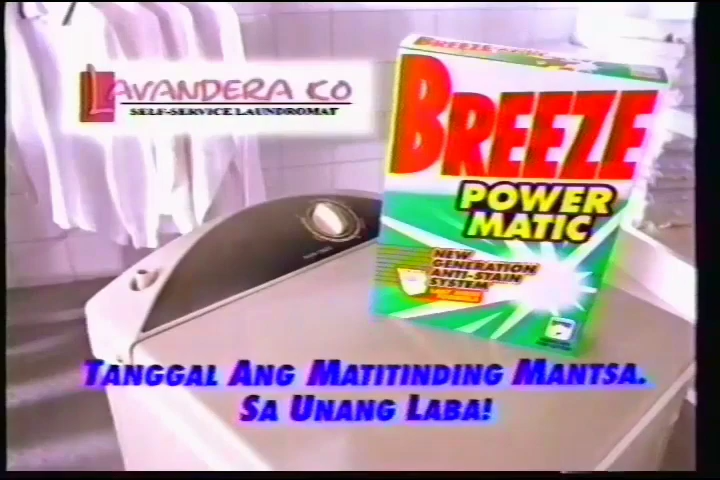 LAVANDERA KO
SELF-SERVICE LAUNDROMAT
BREEZE
POWER
MATIC
NEW
GENERATION
ANTI-STAIN
SYSTEM
TANGGAL ANG MATITINDING MANTSA.
SA UNANG LABA!